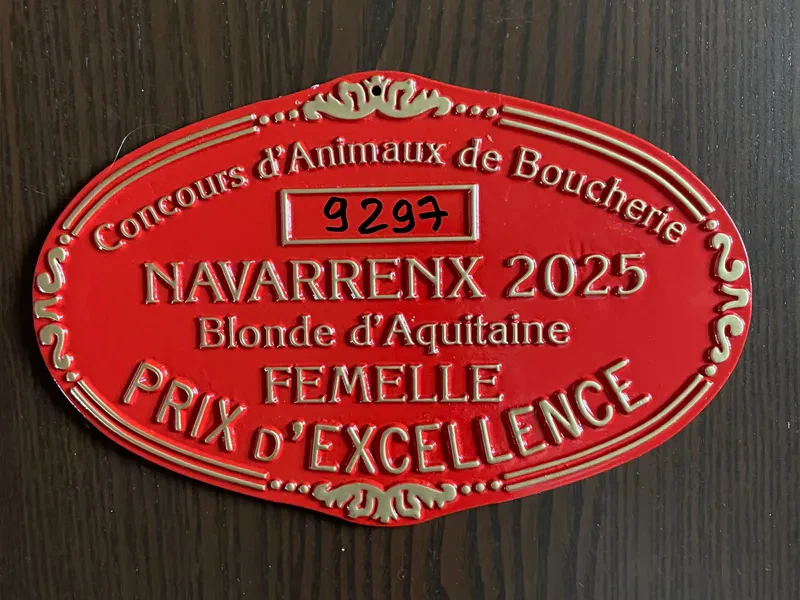 Concours d'Animaux de Boucherie
9297
NAVARRENX 2025
Blonde d'Aquitaine
FEMELLE
PRIX D'EXCELLENCE